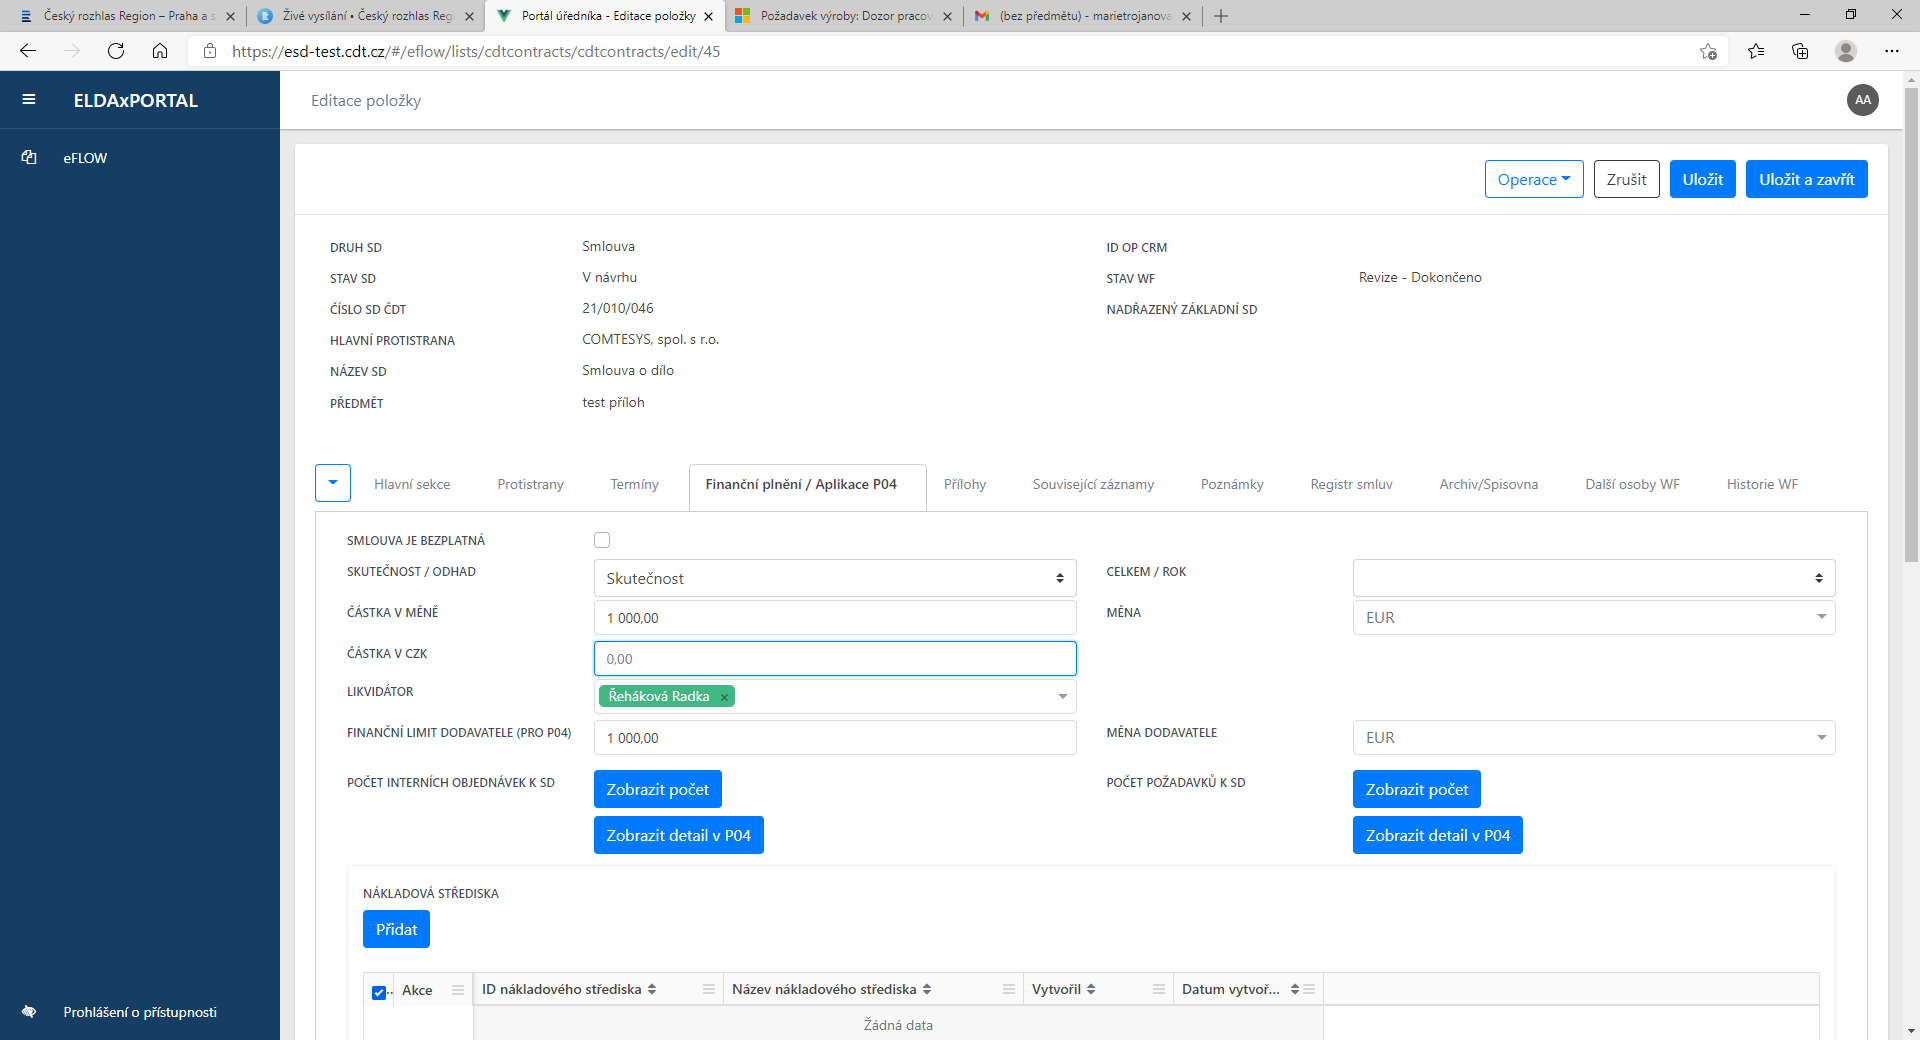 Český rozhlas Region – Praha a s
Živé vysílání • Český rozhlas Reg
Portál úředníka - Editace položky
Požadavek výroby: Dozor pracov
(bez předmětu) - marietrojanova
https://esd-test.cdt.cz/#/eflow/lists/cdtcontracts/cdtcontracts/edit/45
ELDAxPORTAL
Editace položky
AA
eFLOW
Operace
Zrušit
Uložit
Uložit a zavřít
DRUH SD Smlouva
ID OP CRM
STAV SD V návrhu
STAV WF Revize - Dokončeno
ČÍSLO SD ČDT 21/010/046
NADŘAZENÝ ZÁKLADNÍ SD
HLAVNÍ PROTISTRANA COMTESYS, spol. s r.o.
NÁZEV SD Smlouva o dílo
PŘEDMĚT test příloh
Hlavní sekce
Protistrany
Termíny
Finanční plnění / Aplikace P04
Přílohy
Související záznamy
Poznámky
Registr smluv
Archiv/Spisovna
Další osoby WF
Historie WF
SMLOUVA JE BEZPLATNÁ
SKUTEČNOST / ODHAD Skutečnost
CELKEM / ROK
ČÁSTKA V MĚNĚ 1 000,00
MĚNA EUR
ČÁSTKA V CZK 0,00
LIKVIDÁTOR Řeháková Radka ×
FINANČNÍ LIMIT DODAVATELE (PRO P04) 1 000,00
MĚNA DODAVATELE EUR
POČET INTERNÍCH OBJEDNÁVEK K SD Zobrazit počet
POČET POŽADAVKŮ K SD Zobrazit počet
Zobrazit detail v P04
Zobrazit detail v P04
NÁKLADOVÁ STŘEDISKA
Přidat
Akce
ID nákladového střediska
Název nákladového střediska
Vytvořil
Datum vytvoř...
Žádná data
Prohlášení o přístupnosti